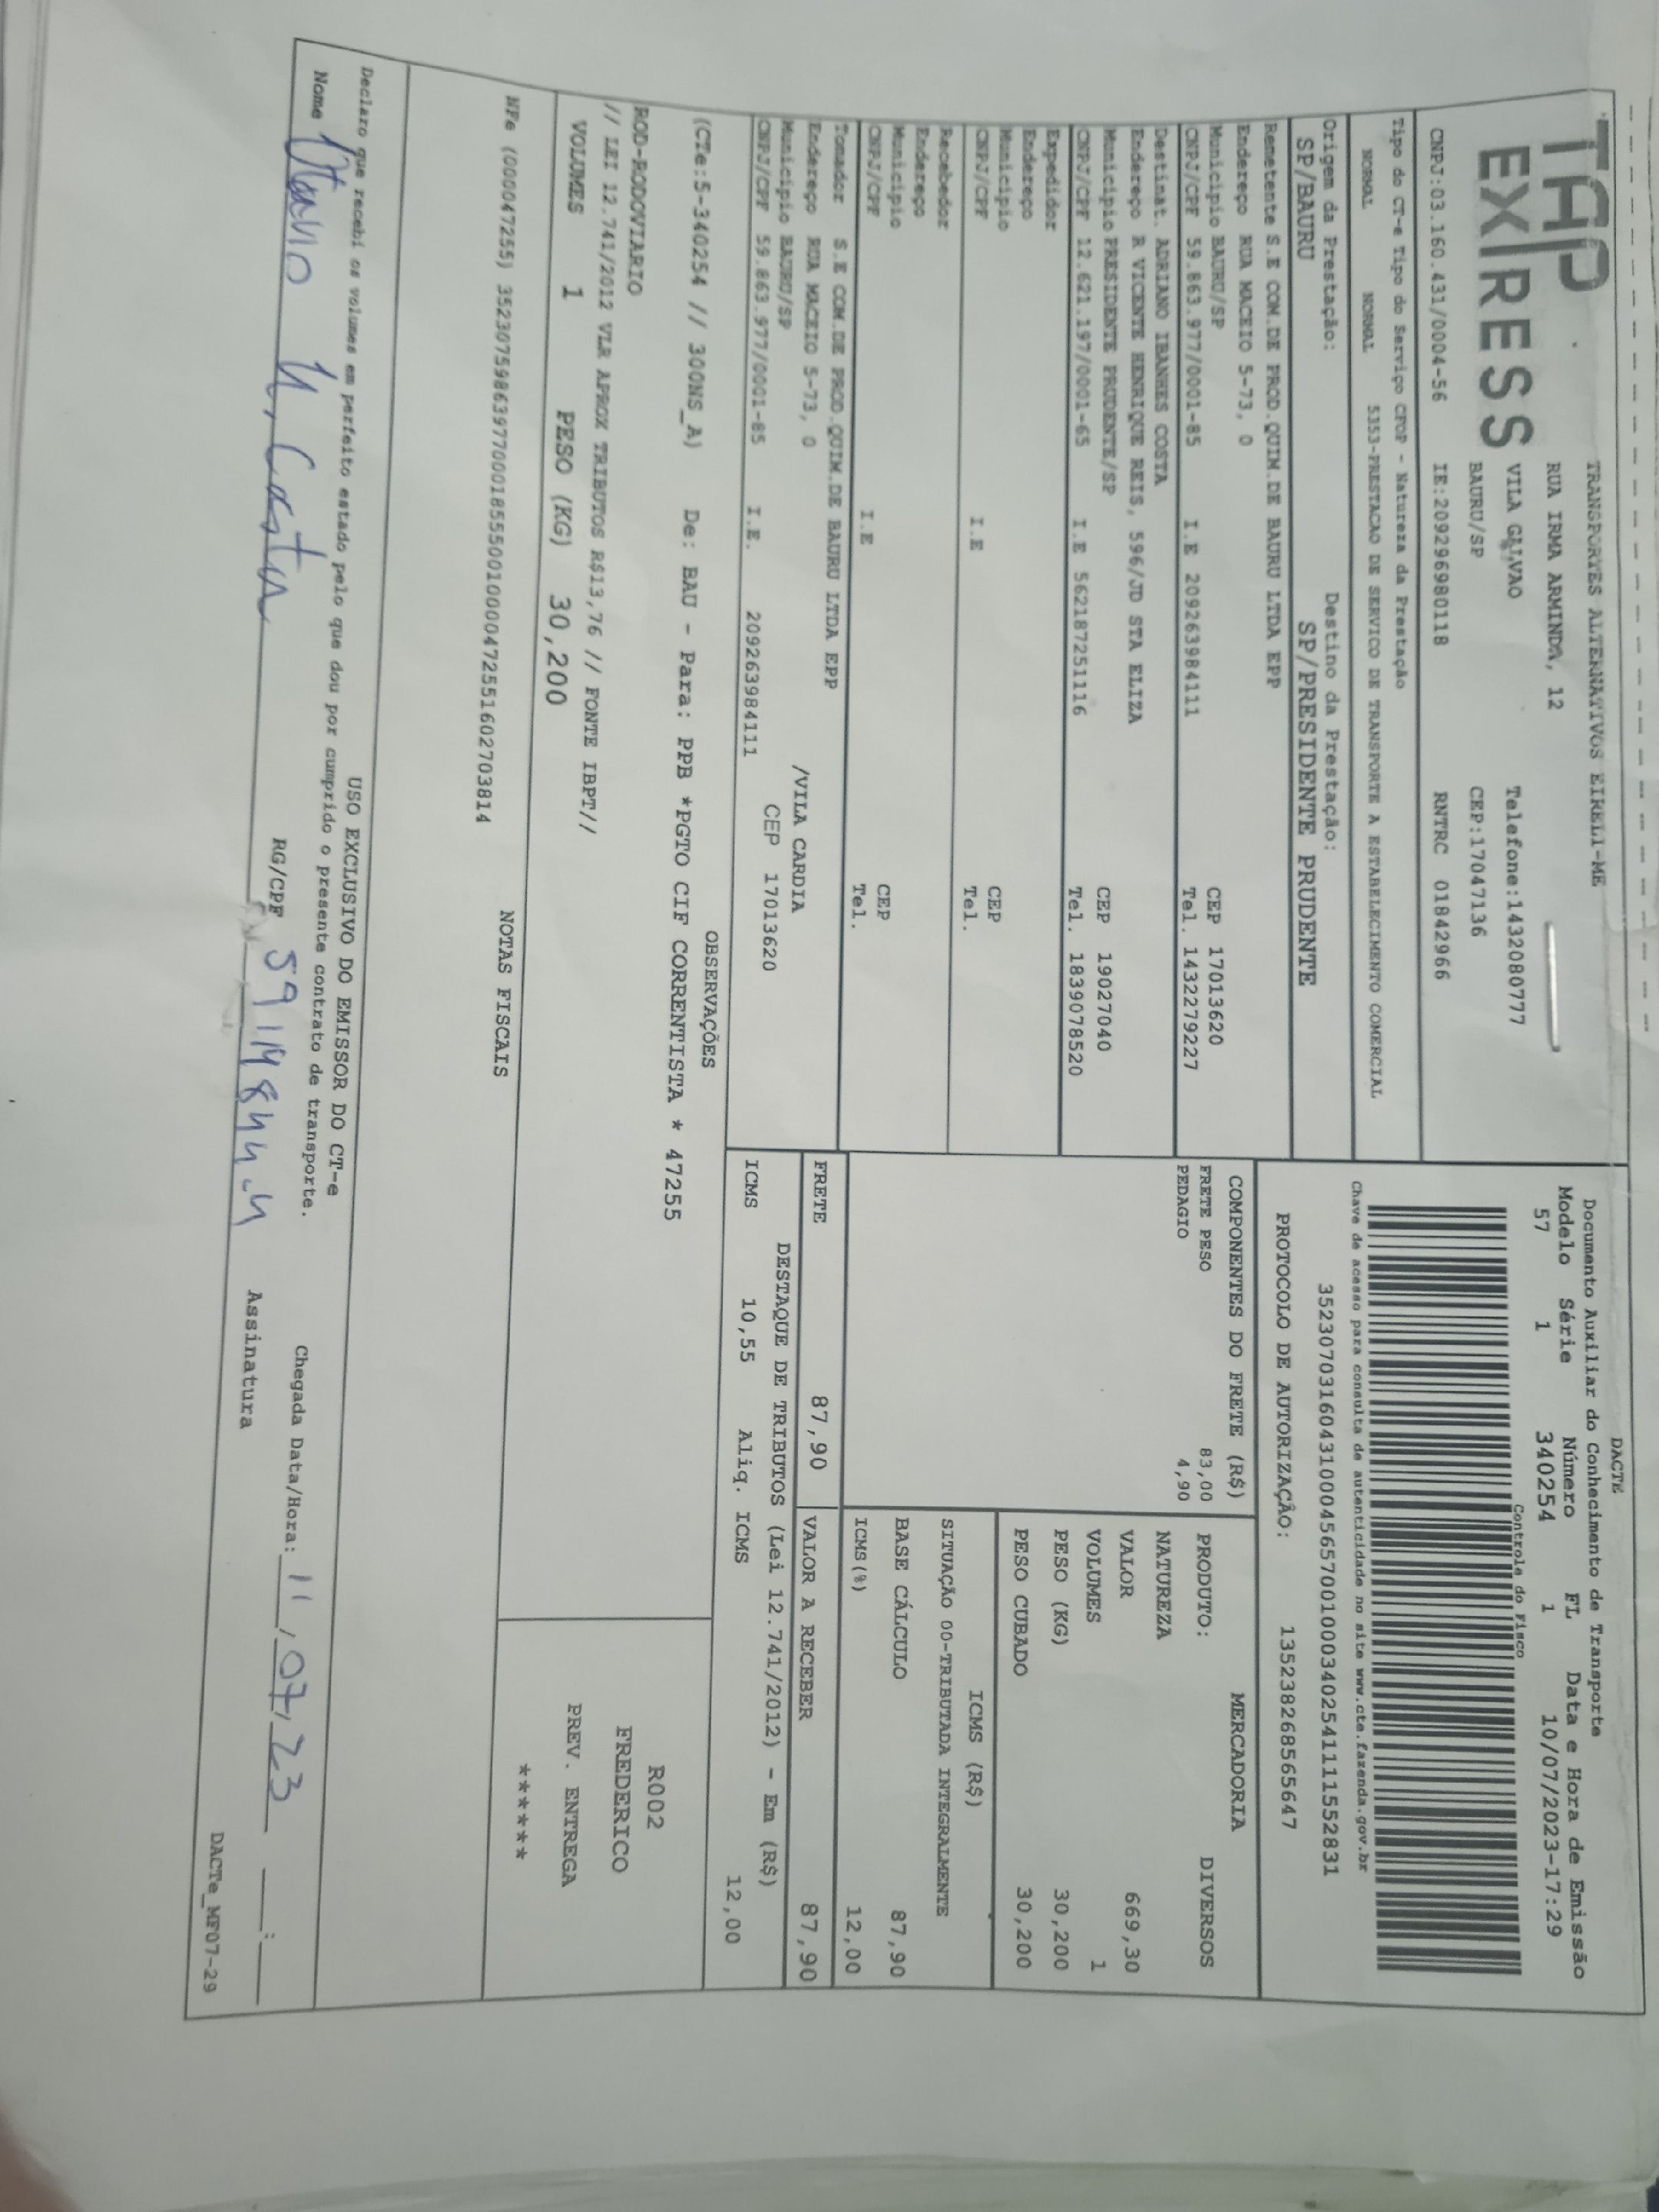 TAP
EXPRESS
TRANSPORTES ALTERNATIVOS EIRELI-ME
RUA IRMA ARMINDA, 12
VILA GALVAO Telefone:1432080777
BAURU/SP CEP:17047136
CNPJ:03.160.431/0004-56 IE:209296980118 RNTRC 01842966
DACTE
Documento Auxiliar do Conhecimento de Transporte
Modelo Série Número FL Data e Hora de Emissão
57 1 340254 1 10/07/2023-17:29
Controle do Fisco
Chave de acesso para consulta de autenticidade no site www.cte.fazenda.gov.br
35230703160431000456570010003402541111552831
PROTOCOLO DE AUTORIZAÇÃO: 135238268565647
Tipo do CT-e Tipo do Serviço CFOP - Natureza da Prestação
NORMAL NORMAL 5353-PRESTACAO DE SERVICO DE TRANSPORTE A ESTABELECIMENTO COMERCIAL
Origem da Prestação: Destino da Prestação:
SP/BAURU SP/PRESIDENTE PRUDENTE
Remetente S.E COM.DE PROD.QUIM.DE BAURU LTDA EPP
Endereço RUA MACEIO 5-73, 0
Municipio BAURU/SP CEP 17013620
CNPJ/CPF 59.863.977/0001-85 I.E 209263984111 Tel. 1432279227
Destinat. ADRIANO IBANHES COSTA
Endereço R VICENTE HENRIQUE REIS, 596/JD STA ELIZA
Municipio PRESIDENTE PRUDENTE/SP CEP 19027040
CNPJ/CPF 12.621.197/0001-65 I.E 562187251116 Tel. 1839078520
Expedidor
Endereço
Municipio CEP
CNPJ/CPF I.E Tel.
Recebedor
Endereço
Municipio CEP
CNPJ/CPF I.E Tel.
Tomador S.E COM.DE PROD.QUIM.DE BAURU LTDA EPP
Endereço RUA MACEIO 5-73, 0 /VILA CARDIA
Municipio BAURU/SP CEP 17013620
CNPJ/CPF 59.863.977/0001-85 I.E. 209263984111
COMPONENTES DO FRETE (R$)
FRETE PESO 83,00
PEDAGIO 4,90
MERCADORIA
PRODUTO: DIVERSOS
NATUREZA
VALOR 669,30
VOLUMES 1
PESO (KG) 30,200
PESO CUBADO 30,200
ICMS (R$)
SITUAÇÃO 00-TRIBUTADA INTEGRALMENTE
BASE CÁLCULO 87,90
ICMS(%) 12,00
FRETE 87,90 VALOR A RECEBER 87,90
DESTAQUE DE TRIBUTOS (Lei 12.741/2012) - Em (R$)
ICMS 10,55 Aliq. ICMS 12,00
OBSERVAÇÕES
(CTe:5-340254 // 300NS_A) De: BAU - Para: PPB *PGTO CIF CORRENTISTA * 47255
ROD-RODOVIARIO
// LEI 12.741/2012 VLR APROX TRIBUTOS R$13,76 // FONTE IBPT//
VOLUMES 1 PESO (KG) 30,200
R002
FREDERICO
PREV. ENTREGA
******
NOTAS FISCAIS
NFe (000047255) 35230759863977000185550010000472551602703814
USO EXCLUSIVO DO EMISSOR DO CT-e
Declaro que recebi os volumes em perfeito estado pelo que dou por cumprido o presente contrato de transporte.
Chegada Data/Hora: 11/07/23 :
Nome RG/CPF Assinatura
DACTe_MF07-29